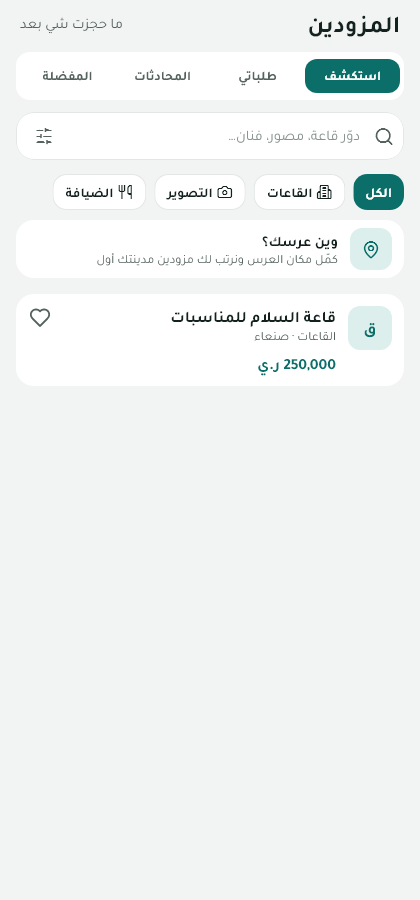 المزودين
ما حجزت شي بعد
استكشف
طلباتي
المحادثات
المفضلة
دوّر قاعة، مصور، فنان…
الكل
القاعات
التصوير
الضيافة
وين عرسك؟
كمّل مكان العرس ونرتب لك مزودين مدينتك أول
ق
قاعة السلام للمناسبات
القاعات · صنعاء
250,000 ر.ي